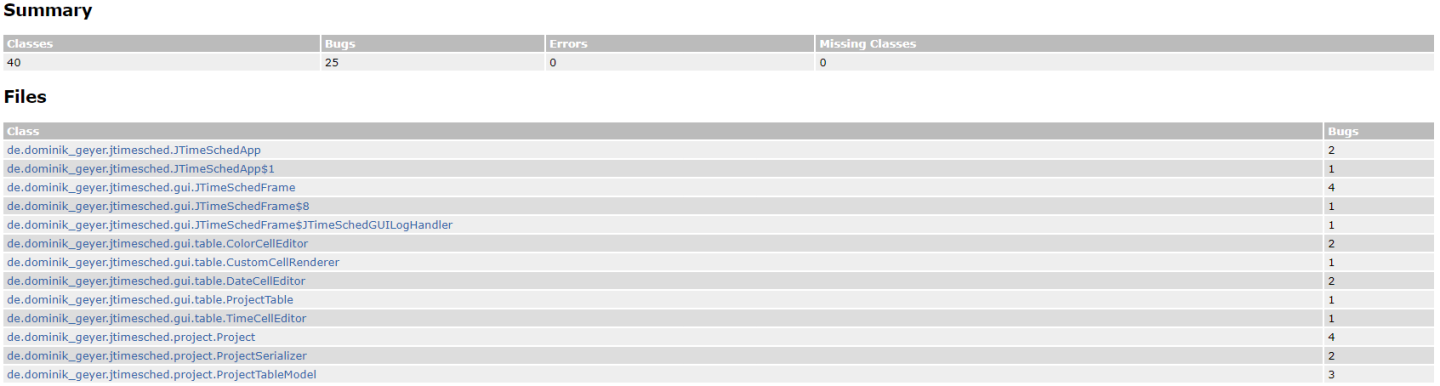 Summary
Classes Bugs Errors Missing Classes
40 25 0 0
Files
Class Bugs
de.dominik_geyer.jtimesched.JTimeSchedApp 2
de.dominik_geyer.jtimesched.JTimeSchedApp$1 1
de.dominik_geyer.jtimesched.gui.JTimeSchedFrame 4
de.dominik_geyer.jtimesched.gui.JTimeSchedFrame$8 1
de.dominik_geyer.jtimesched.gui.JTimeSchedFrame$JTimeSchedGUILogHandler 1
de.dominik_geyer.jtimesched.gui.table.ColorCellEditor 2
de.dominik_geyer.jtimesched.gui.table.CustomCellRenderer 1
de.dominik_geyer.jtimesched.gui.table.DateCellEditor 2
de.dominik_geyer.jtimesched.gui.table.ProjectTable 1
de.dominik_geyer.jtimesched.gui.table.TimeCellEditor 1
de.dominik_geyer.jtimesched.project.Project 4
de.dominik_geyer.jtimesched.project.ProjectSerializer 2
de.dominik_geyer.jtimesched.project.ProjectTableModel 3